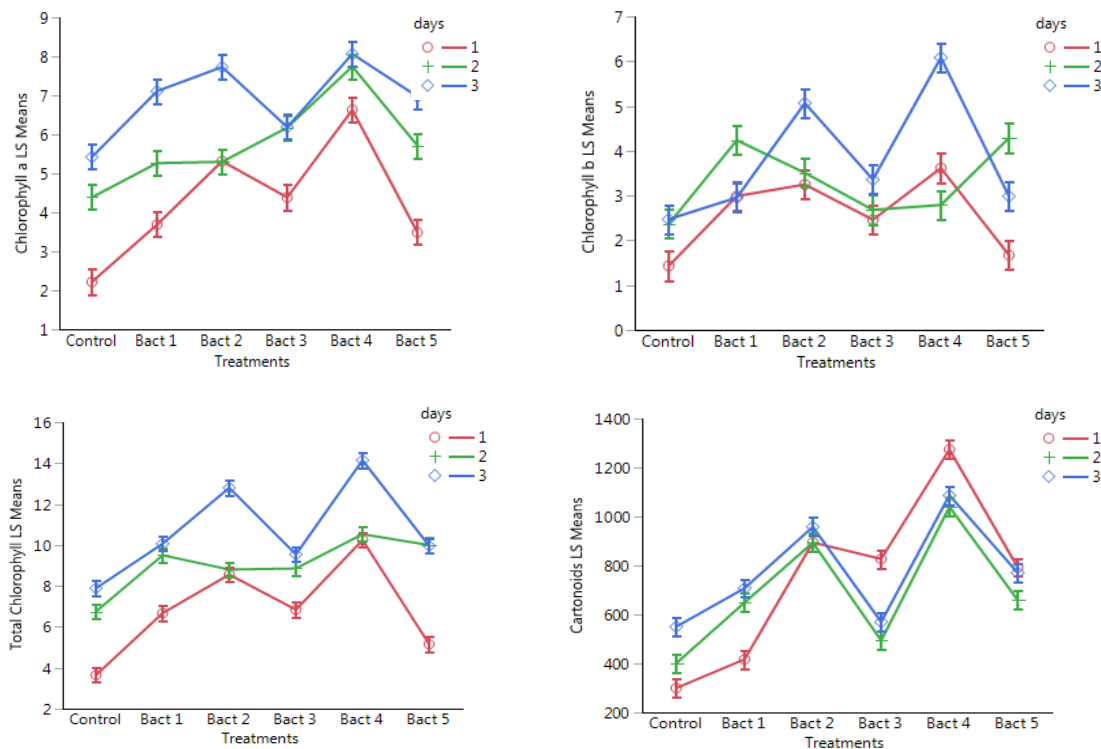 days
1
2
3
9
8
7
6
5
4
3
2
1
Chlorophyll a LS Means
Control Bact 1 Bact 2 Bact 3 Bact 4 Bact 5
Treatments
days
1
2
3
7
6
5
4
3
2
1
0
Chlorophyll b LS Means
Control Bact 1 Bact 2 Bact 3 Bact 4 Bact 5
Treatments
days
1
2
3
16
14
12
10
8
6
4
2
Total Chlorophyll LS Means
Control Bact 1 Bact 2 Bact 3 Bact 4 Bact 5
Treatments
days
1
2
3
1400
1200
1000
800
600
400
200
Cartonoids LS Means
Control Bact 1 Bact 2 Bact 3 Bact 4 Bact 5
Treatments